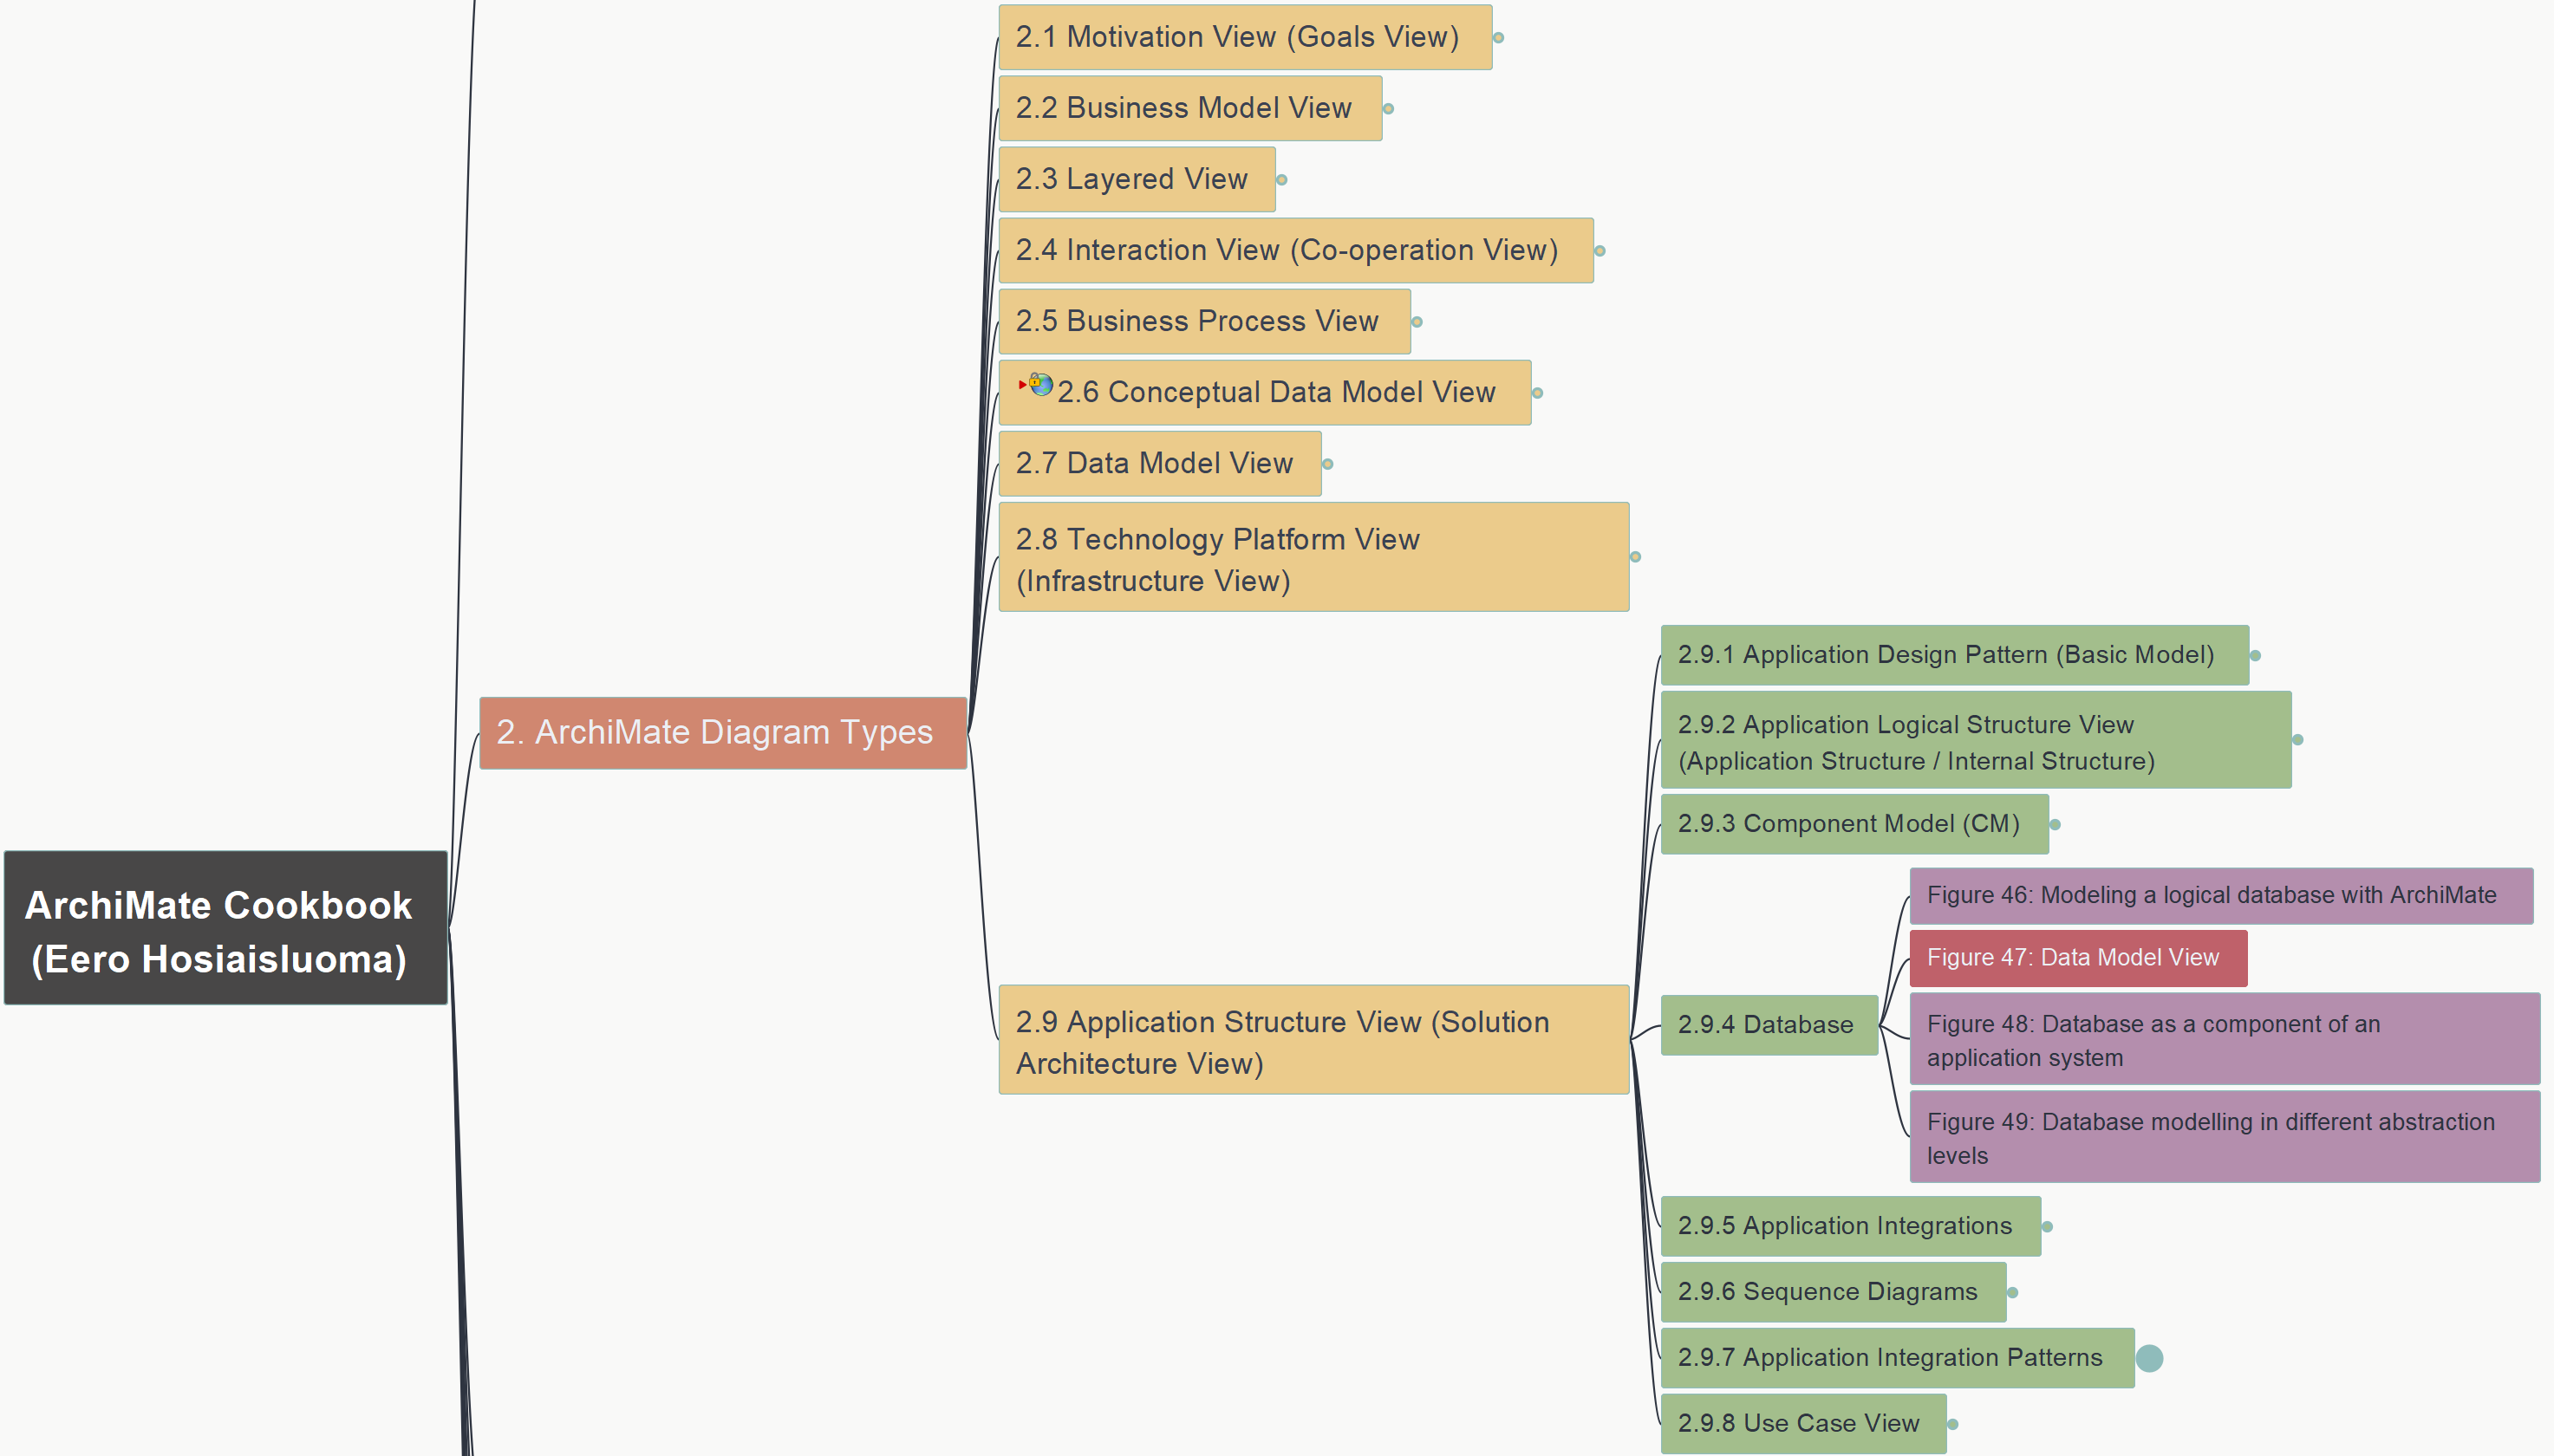 2.1 Motivation View (Goals View)
2.2 Business Model View
2.3 Layered View
2.4 Interaction View (Co-operation View)
2.5 Business Process View
2.6 Conceptual Data Model View
2.7 Data Model View
2.8 Technology Platform View
(Infrastructure View)
2.9.1 Application Design Pattern (Basic Model)
2.9.2 Application Logical Structure View
(Application Structure / Internal Structure)
2. ArchiMate Diagram Types
2.9.3 Component Model (CM)
ArchiMate Cookbook
(Eero Hosiaisluoma)
Figure 46: Modeling a logical database with ArchiMate
Figure 47: Data Model View
2.9 Application Structure View (Solution
Architecture View)
2.9.4 Database
Figure 48: Database as a component of an
application system
Figure 49: Database modelling in different abstraction
levels
2.9.5 Application Integrations
2.9.6 Sequence Diagrams
2.9.7 Application Integration Patterns
2.9.8 Use Case View